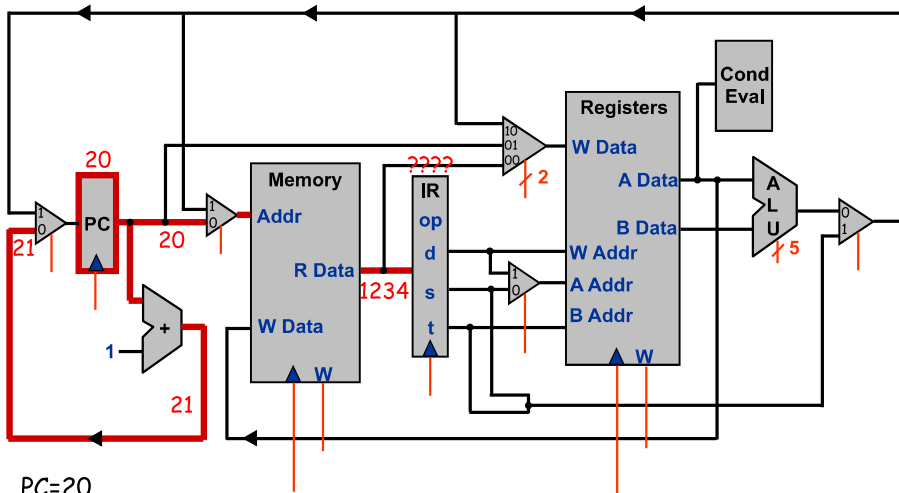 Cond
Eval
Registers
10
01
00
W Data
2
20
????
Memory
IR
A Data
A
L
U
1
0
PC
20
1
0
Addr
op
B Data
0
1
5
21
d
W Addr
R Data
1234
s
1
0
A Addr
+
W Data
t
B Addr
1
W
W
21
PC=20